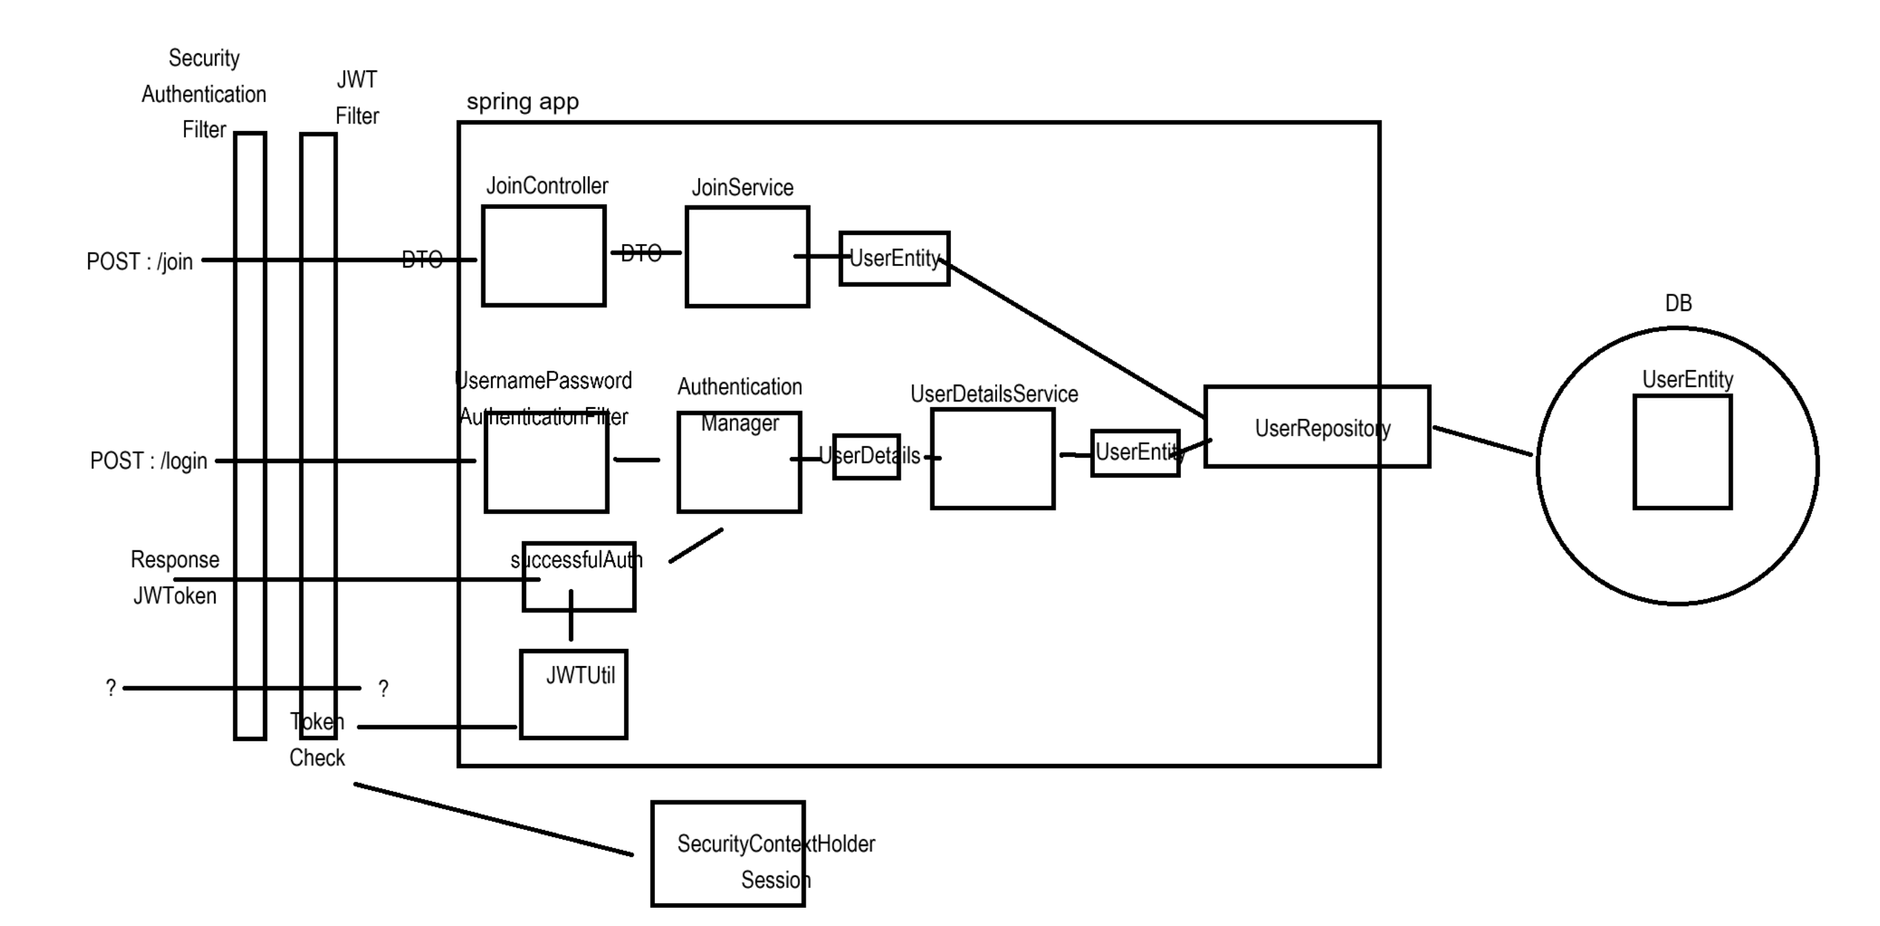 Security
Authentication
Filter
JWT
Filter
spring app
JoinController
JoinService
POST : /join
DTO
DTO
UserEntity
DB
UserEntity
UsernamePassword
AuthenticationFilter
Authentication
Manager
UserDetailsService
POST : /login
UserDetails
UserEntity
UserRepository
Response
JWToken
successfulAuth
JWTUtil
?
?
Token
Check
SecurityContextHolder
Session